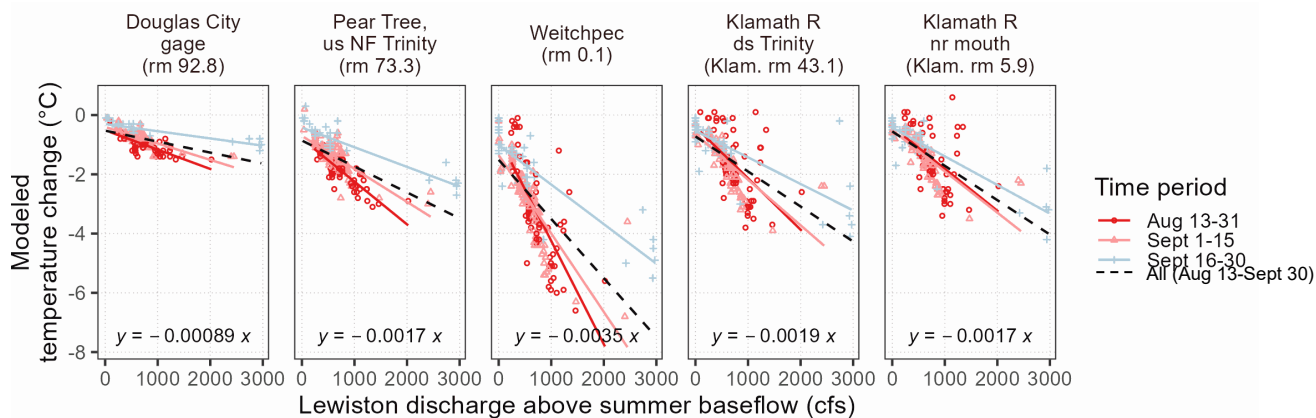 Douglas City
gage
(rm 92.8)
Pear Tree,
us NF Trinity
(rm 73.3)
Weitchpec
(rm 0.1)
Klamath R
ds Trinity
(Klam. rm 43.1)
Klamath R
nr mouth
(Klam. rm 5.9)
Modeled
temperature change (°C)
0
-2
-4
-6
-8
y = −0.00089 x
y = −0.0017 x
y = −0.0035 x
y = −0.0019 x
y = −0.0017 x
0 1000 2000 3000
0 1000 2000 3000
0 1000 2000 3000
0 1000 2000 3000
0 1000 2000 3000
Lewiston discharge above summer baseflow (cfs)
Time period
Aug 13-31
Sept 1-15
Sept 16-30
All (Aug 13-Sept 30)